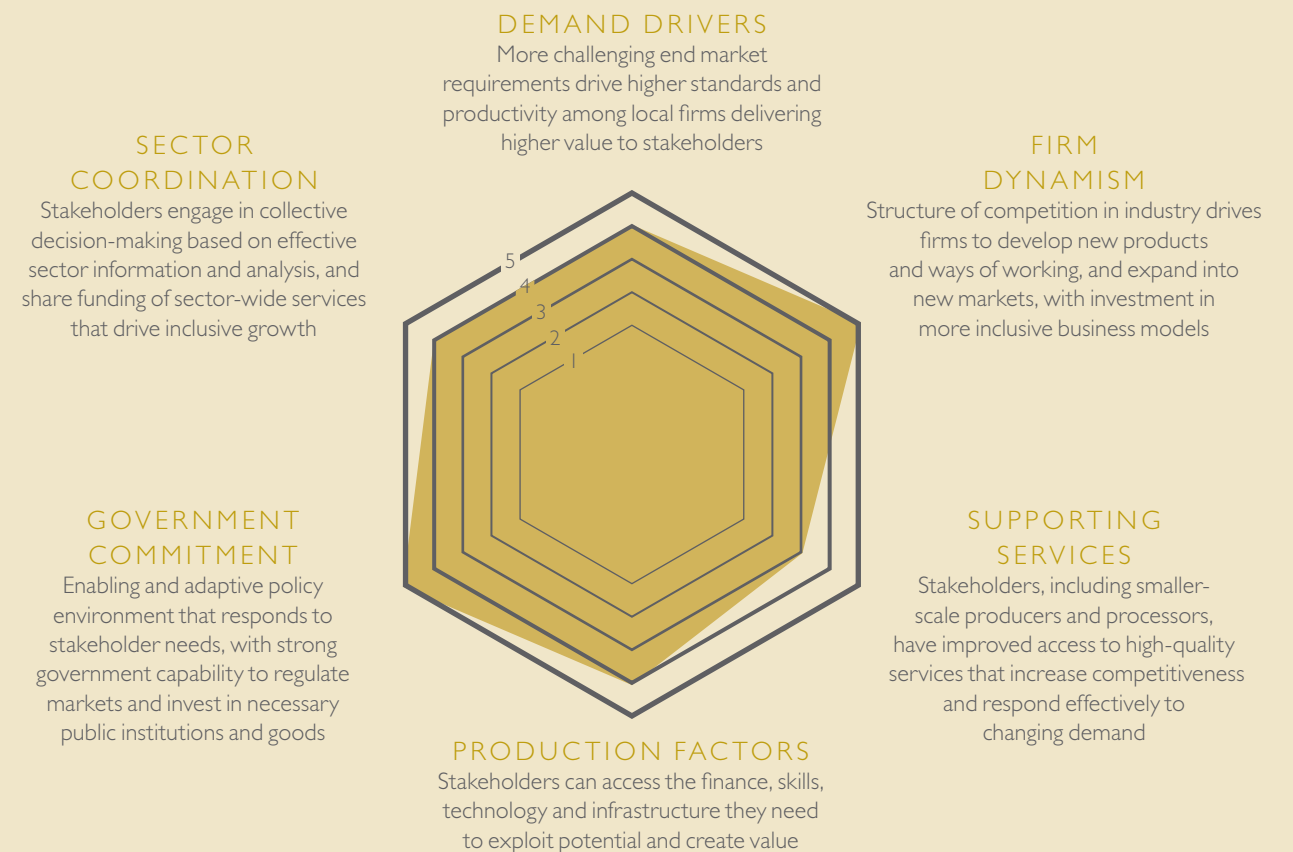 DEMAND DRIVERS
More challenging end market
requirements drive higher standards and
productivity among local firms delivering
higher value to stakeholders
SECTOR
COORDINATION
Stakeholders engage in collective
decision-making based on effective
sector information and analysis, and
share funding of sector-wide services
that drive inclusive growth
FIRM
DYNAMISM
Structure of competition in industry drives
firms to develop new products
and ways of working, and expand into
new markets, with investment in
more inclusive business models
5
4
3
2
1
GOVERNMENT
COMMITMENT
Enabling and adaptive policy
environment that responds to
stakeholder needs, with strong
government capability to regulate
markets and invest in necessary
public institutions and goods
SUPPORTING
SERVICES
Stakeholders, including smaller-
scale producers and processors,
have improved access to high-quality
services that increase competitiveness
and respond effectively to
changing demand
PRODUCTION FACTORS
Stakeholders can access the finance, skills,
technology and infrastructure they need
to exploit potential and create value